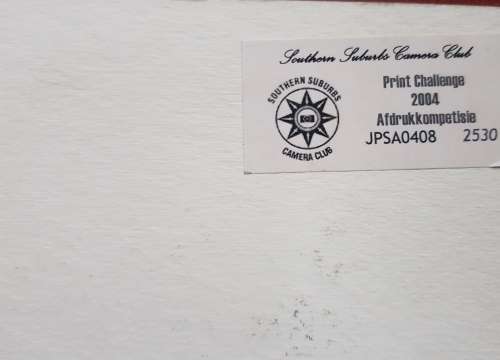 Southern Suburbs Camera Club
SOUTHERN SUBURBS
CAMERA CLUB
Print Challenge
2004
Afdrukkompetisie
JPSA0408 2530